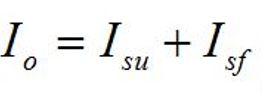 I_o = I_su + I_sf